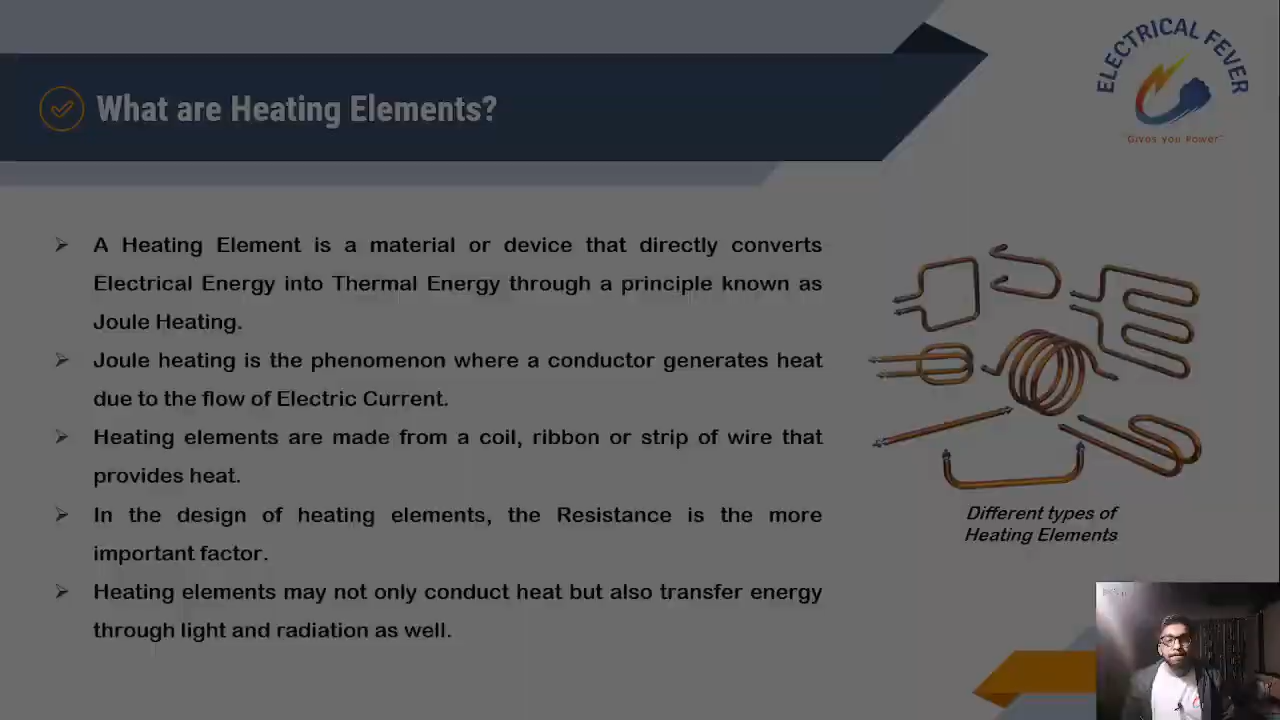 ELECTRICAL FEVER
"Gives you Power"
What are Heating Elements?
A Heating Element is a material or device that directly converts
Electrical Energy into Thermal Energy through a principle known as
Joule Heating.
Joule heating is the phenomenon where a conductor generates heat
due to the flow of Electric Current.
Heating elements are made from a coil, ribbon or strip of wire that
provides heat.
In the design of heating elements, the Resistance is the more
important factor.
Heating elements may not only conduct heat but also transfer energy
through light and radiation as well.
Different types of
Heating Elements